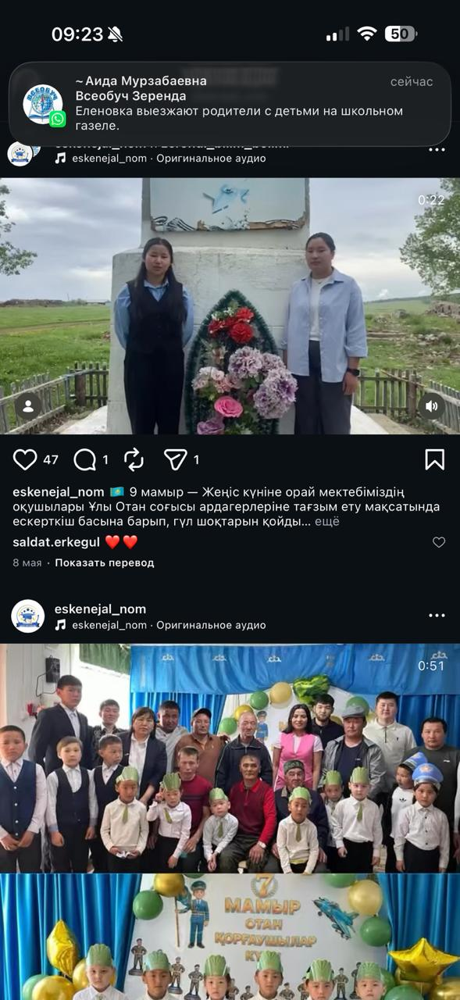 09:23
50
~Аида Мурзабаевна
сейчас
Всеобуч Зеренда
Еленовка выезжают родители с детьми на школьном
газеле.
ВСЕОБУЧ
eskenejal_nom · Оригинальное аудио
0:22
47
1
1
eskenejal_nom 🇰🇿 9 мамыр — Жеңіс күніне орай мектебіміздің
оқушылары Ұлы Отан соғысы ардагерлеріне тағзым ету мақсатында
ескерткіш басына барып, гүл шоқтарын қойды... ещё
saldat.erkegul ❤️❤️
8 мая · Показать перевод
eskenejal_nom
eskenejal_nom · Оригинальное аудио
0:51
7
МАМЫР
ОТАН
ҚОРҒАУШЫЛАР